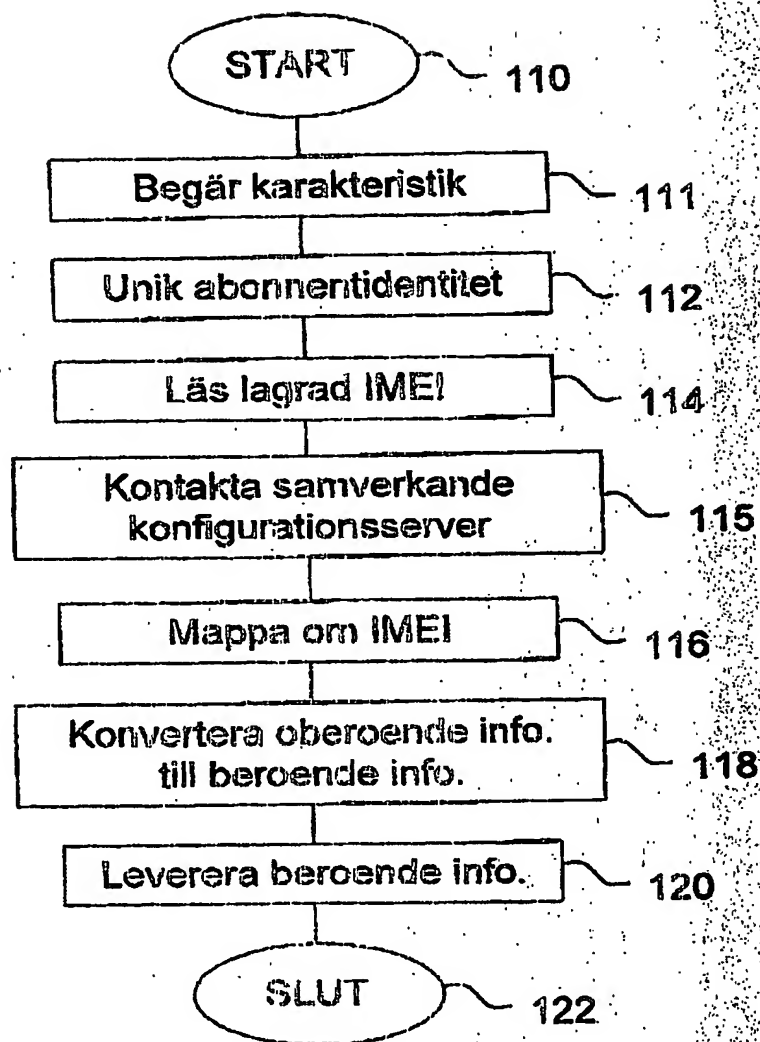 START
110
Begär karakteristik
111
Unik abonnentidentitet
112
Läs lagrad IMEI
114
Kontakta samverkande
konfigurationsserver
115
Mappa om IMEI
116
Konvertera oberoende info.
till beroende info.
118
Leverera beroende info.
120
SLUT
122